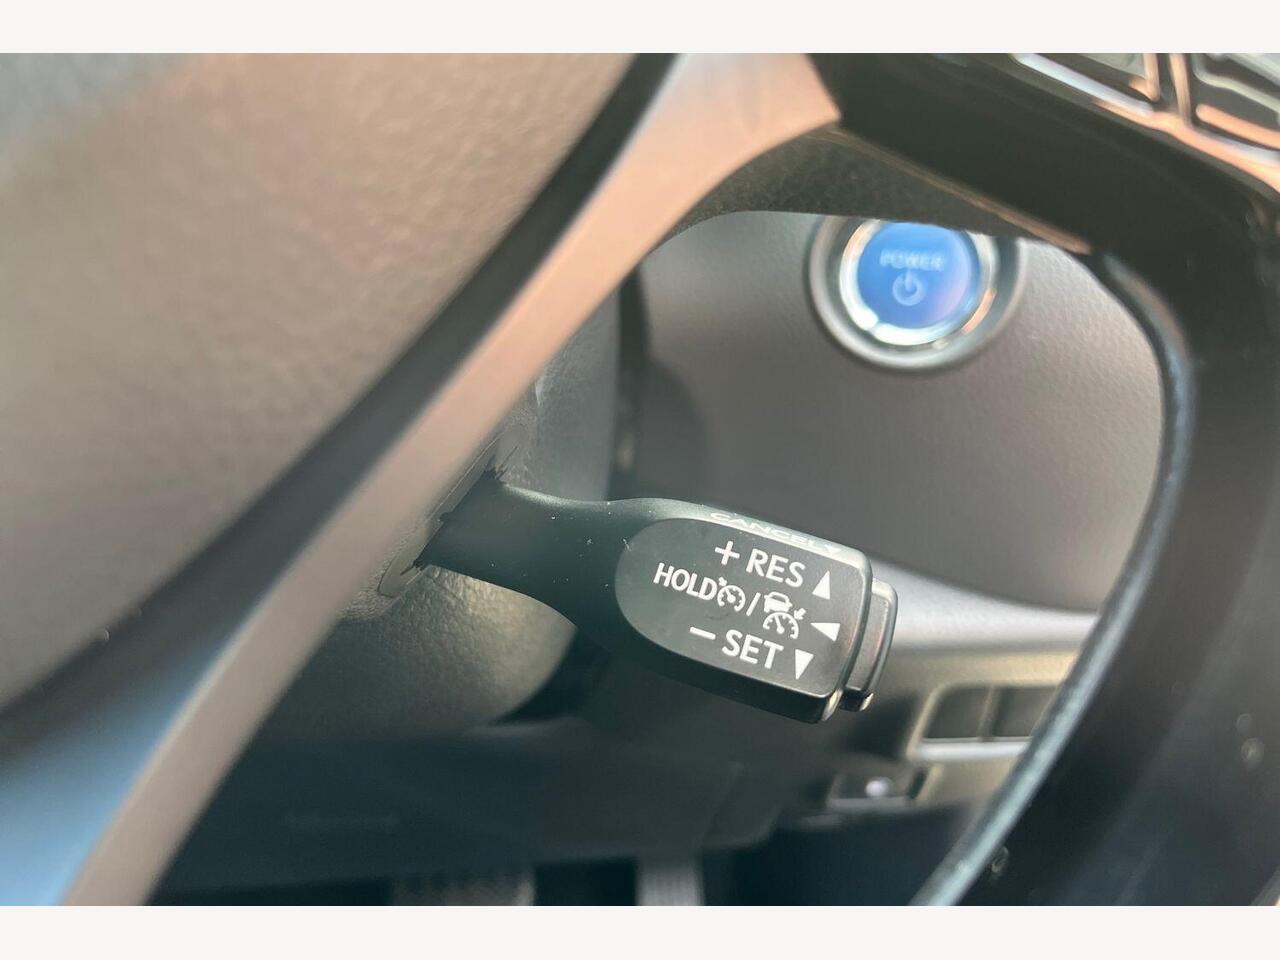 POWER
CANCEL
+ RES ▲
HOLD /
− SET ▼